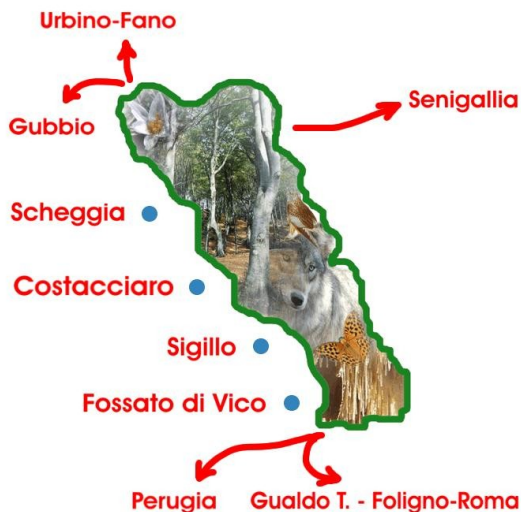 Urbino-Fano
Senigallia
Gubbio
Scheggia
Costacciaro
Sigillo
Fossato di Vico
Perugia
Gualdo T. - Foligno-Roma